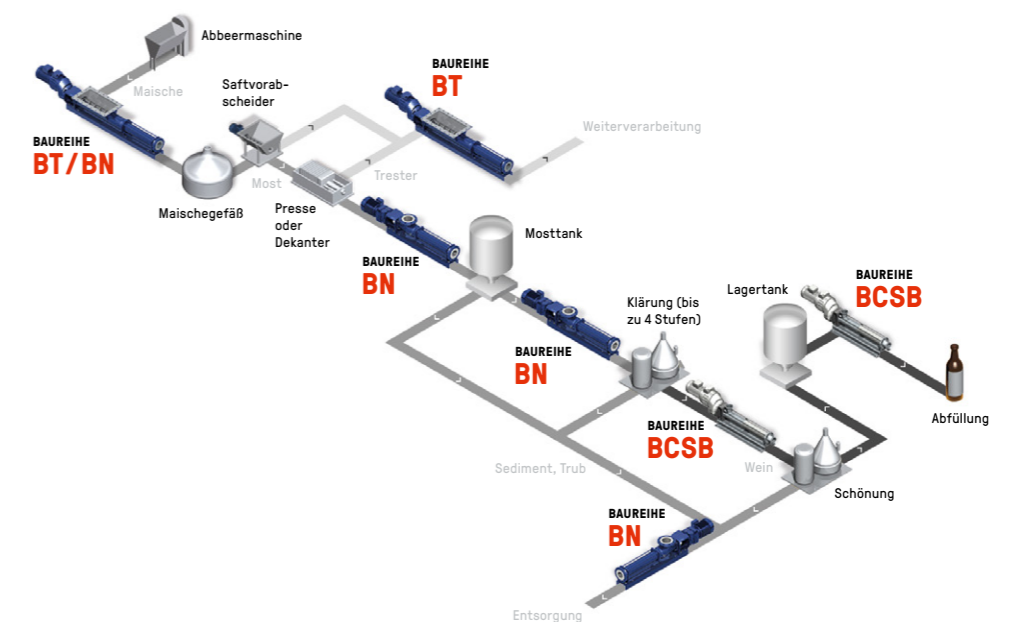 Abbeermaschine
Maische
BAUREIHE
BT/BN
Saftvorab-
scheider
BAUREIHE
BT
Weiterverarbeitung
Most
Trester
Maischegefäß
Presse
oder
Dekanter
BAUREIHE
BN
Mosttank
BAUREIHE
BN
Klärung (bis
zu 4 Stufen)
Lagertank
BAUREIHE
BCSB
Abfüllung
BAUREIHE
BCSB
Wein
Schönung
Sediment, Trub
BAUREIHE
BN
Entsorgung